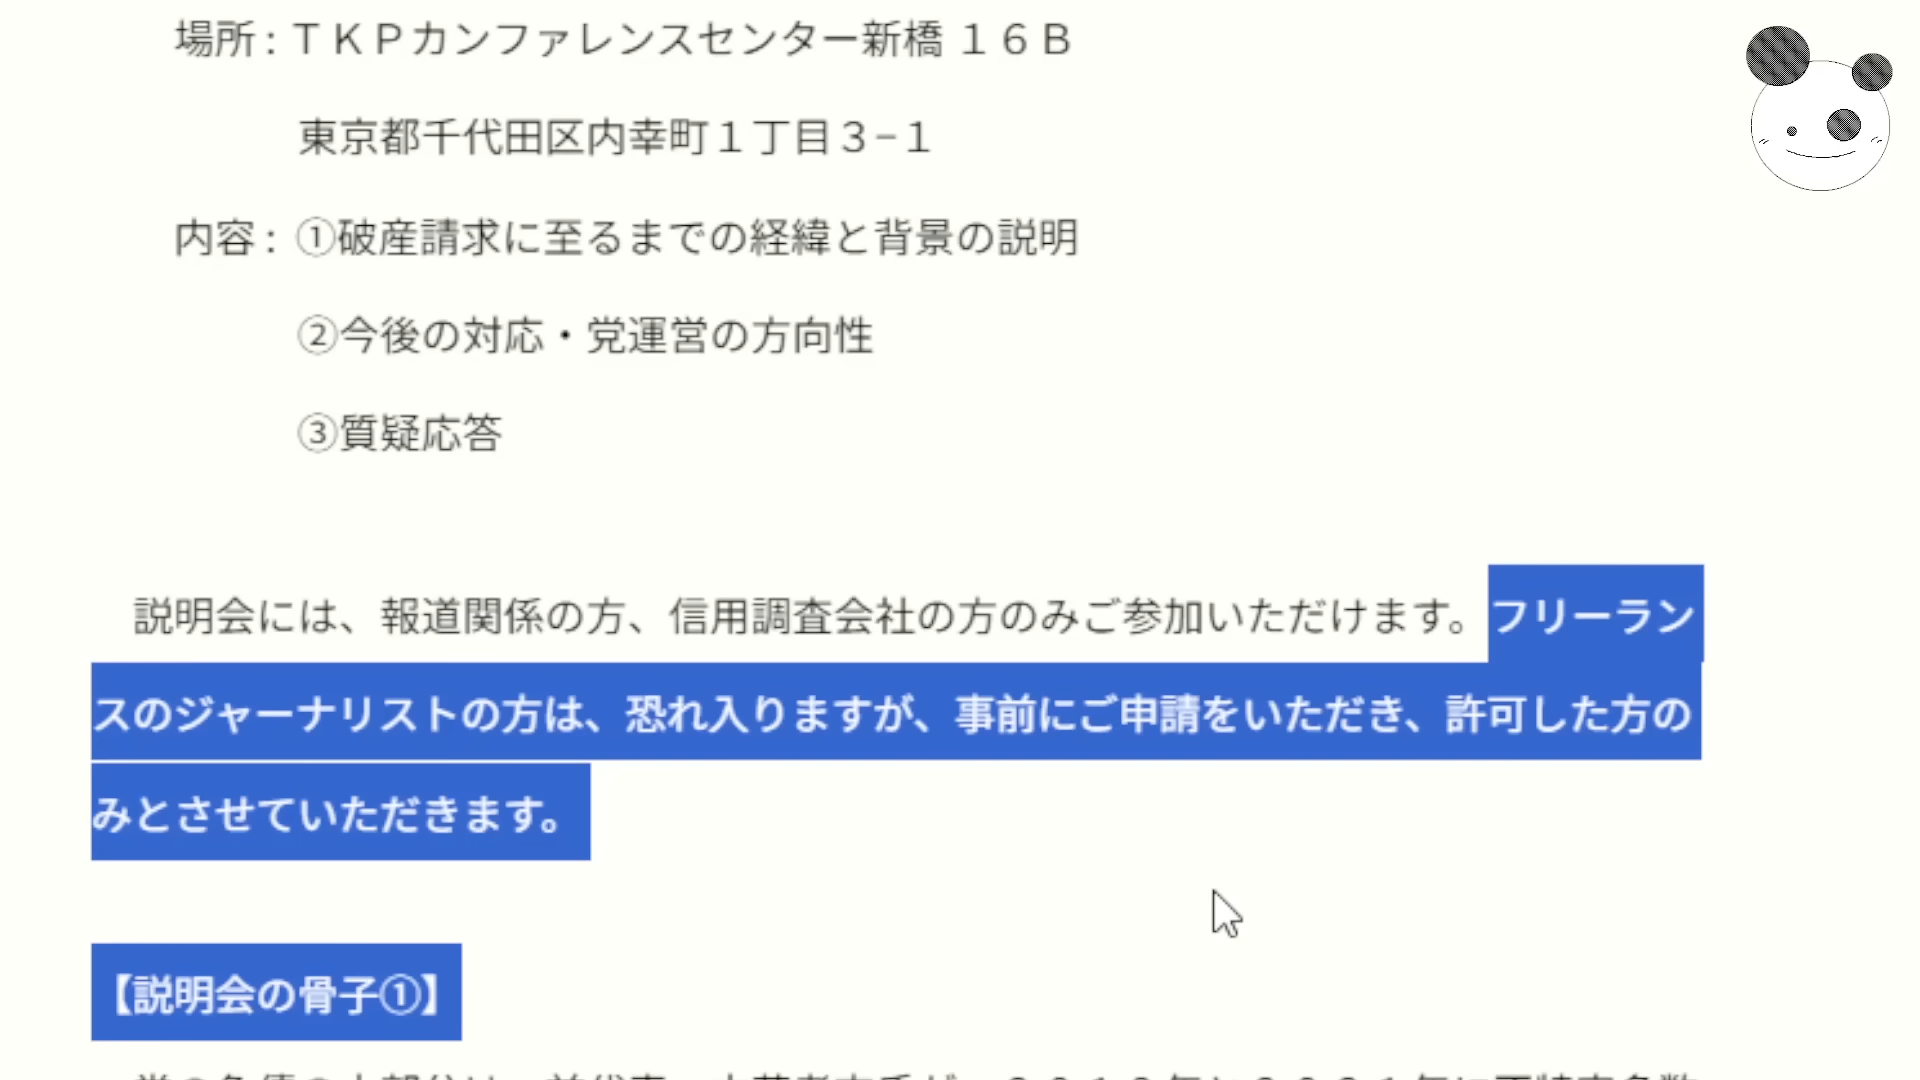 場所：ＴＫＰカンファレンスセンター新橋 １６Ｂ
東京都千代田区内幸町１丁目３−１
内容：①破産請求に至るまでの経緯と背景の説明
②今後の対応・党運営の方向性
③質疑応答
説明会には、報道関係の方、信用調査会社の方のみご参加いただけます。フリーラン
スのジャーナリストの方は、恐れ入りますが、事前にご申請をいただき、許可した方の
みとさせていただきます。
【説明会の骨子①】